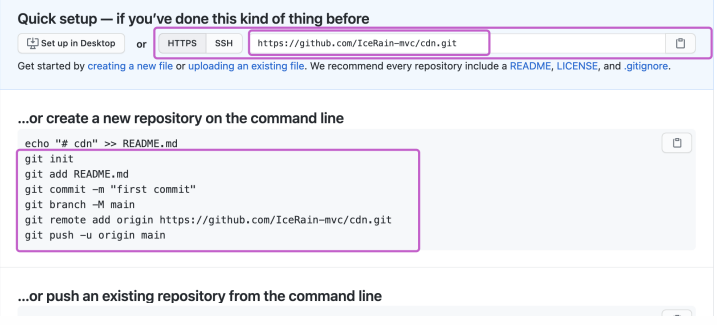 Quick setup — if you've done this kind of thing before
Set up in Desktop or HTTPS SSH https://github.com/IceRain-mvc/cdn.git
Get started by creating a new file or uploading an existing file. We recommend every repository include a README, LICENSE, and .gitignore.
...or create a new repository on the command line
echo "# cdn" >> README.md
git init
git add README.md
git commit -m "first commit"
git branch -M main
git remote add origin https://github.com/IceRain-mvc/cdn.git
git push -u origin main
...or push an existing repository from the command line